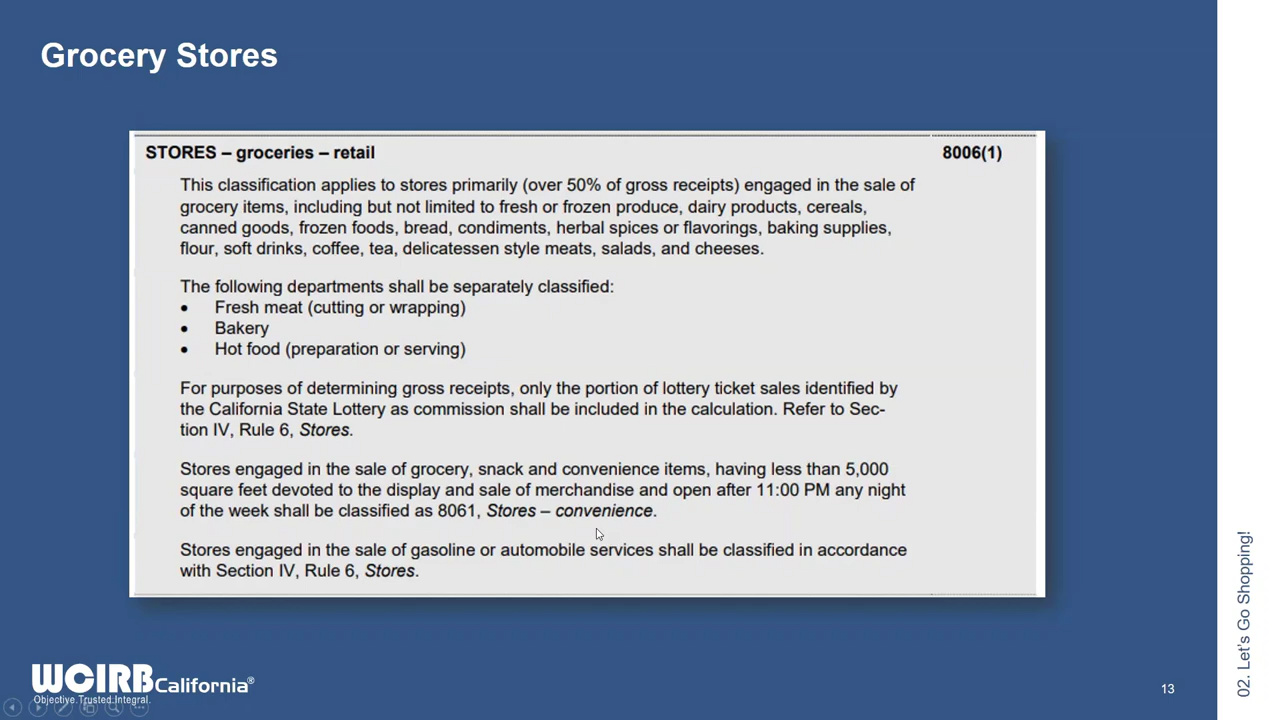 Grocery Stores
STORES – groceries – retail 8006(1)
This classification applies to stores primarily (over 50% of gross receipts) engaged in the sale of
grocery items, including but not limited to fresh or frozen produce, dairy products, cereals,
canned goods, frozen foods, bread, condiments, herbal spices or flavorings, baking supplies,
flour, soft drinks, coffee, tea, delicatessen style meats, salads, and cheeses.
The following departments shall be separately classified:
• Fresh meat (cutting or wrapping)
• Bakery
• Hot food (preparation or serving)
For purposes of determining gross receipts, only the portion of lottery ticket sales identified by
the California State Lottery as commission shall be included in the calculation. Refer to Sec-
tion IV, Rule 6, Stores.
Stores engaged in the sale of grocery, snack and convenience items, having less than 5,000
square feet devoted to the display and sale of merchandise and open after 11:00 PM any night
of the week shall be classified as 8061, Stores – convenience.
Stores engaged in the sale of gasoline or automobile services shall be classified in accordance
with Section IV, Rule 6, Stores.
WCIRB California®
Objective.Trusted.Integral.
13
02. Let's Go Shopping!